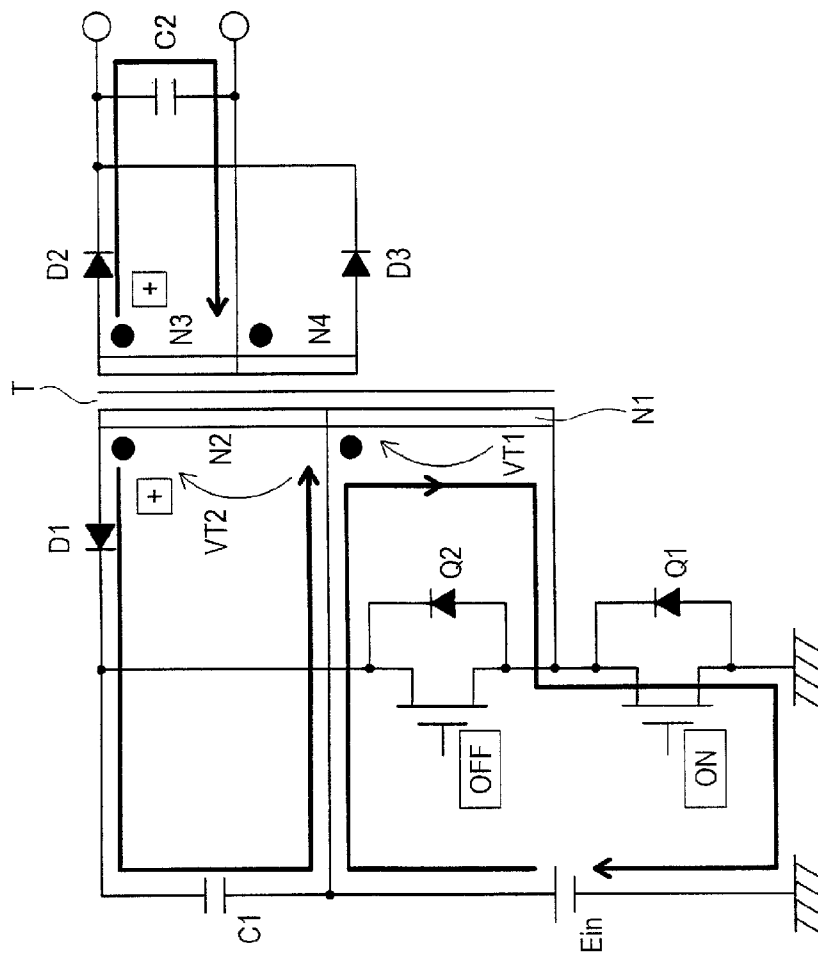 T
D1
D2
C2
+
+
N2
N3
VT2
N4
D3
VT1
N1
C1
Q2
OFF
Q1
ON
Ein